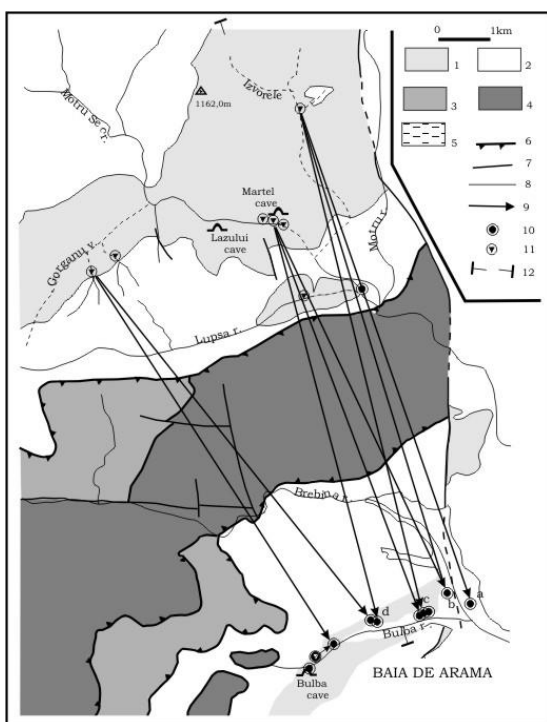 0 1km
1 2
3 4
5 6
7
8
9
10
11
12
Izvorele
1162,0m
Motru Sec r.
Martel
cave
Lazului
cave
Motru r.
Gorganu v.
Lupsa r.
Brebina r.
a
b
c
d
Bulba r.
BAIA DE ARAMA
Bulba
cave